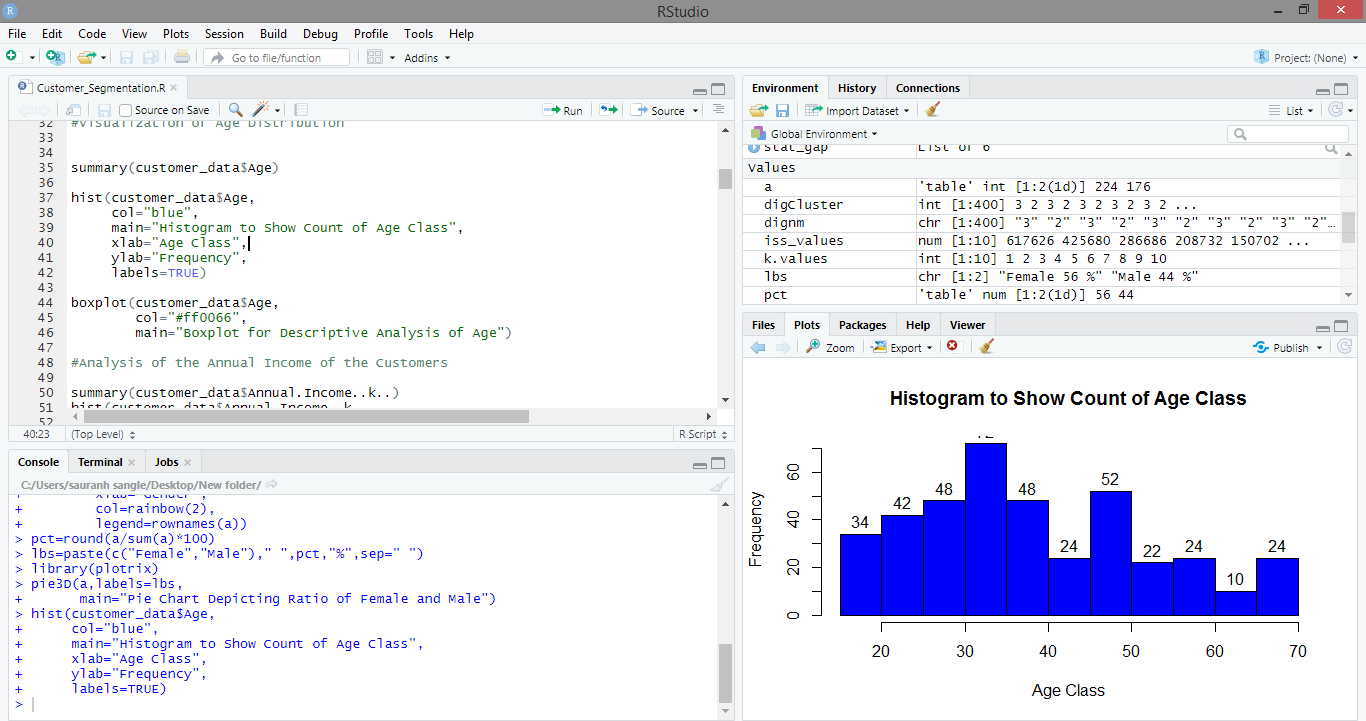 RStudio
File Edit Code View Plots Session Build Debug Profile Tools Help
Go to file/function Addins Project: (None)
Customer_Segmentation.R
Source on Save Run Source
32 #Visualization of Age Distribution
33
34
35 summary(customer_data$Age)
36
37 hist(customer_data$Age,
38 col="blue",
39 main="Histogram to Show Count of Age Class",
40 xlab="Age Class",
41 ylab="Frequency",
42 labels=TRUE)
43
44 boxplot(customer_data$Age,
45 col="#ff0066",
46 main="Boxplot for Descriptive Analysis of Age")
47
48 #Analysis of the Annual Income of the Customers
49
50 summary(customer_data$Annual.Income..k..)
51 hist(customer_data$Annual.Income..k
52
40:23 (Top Level) R Script
Console Terminal Jobs
C:/Users/sauranh sangle/Desktop/New folder/
+ xlab="Gender",
+ col=rainbow(2),
+ legend=rownames(a))
> pct=round(a/sum(a)*100)
> lbs=paste(c("Female","Male")," ",pct,"%",sep=" ")
> library(plotrix)
> pie3D(a,labels=lbs,
+ main="Pie Chart Depicting Ratio of Female and Male")
> hist(customer_data$Age,
+ col="blue",
+ main="Histogram to Show Count of Age Class",
+ xlab="Age Class",
+ ylab="Frequency",
+ labels=TRUE)
>
Environment History Connections
Import Dataset List
Global Environment
stat_gap List of 6
Values
a 'table' int [1:2(1d)] 224 176
digCluster int [1:400] 3 2 3 2 3 2 3 2 3 2 ...
dignm chr [1:400] "3" "2" "3" "2" "3" "2" "3" "2" "3" "2"…
iss_values num [1:10] 617626 425680 286686 208732 150702 ...
k.values int [1:10] 1 2 3 4 5 6 7 8 9 10
lbs chr [1:2] "Female 56 %" "Male 44 %"
pct 'table' num [1:2(1d)] 56 44
Files Plots Packages Help Viewer
Zoom Export Publish
Histogram to Show Count of Age Class
Frequency
0 20 40 60
34 42 48 72 48 24 52 22 24 10 24
20 30 40 50 60 70
Age Class